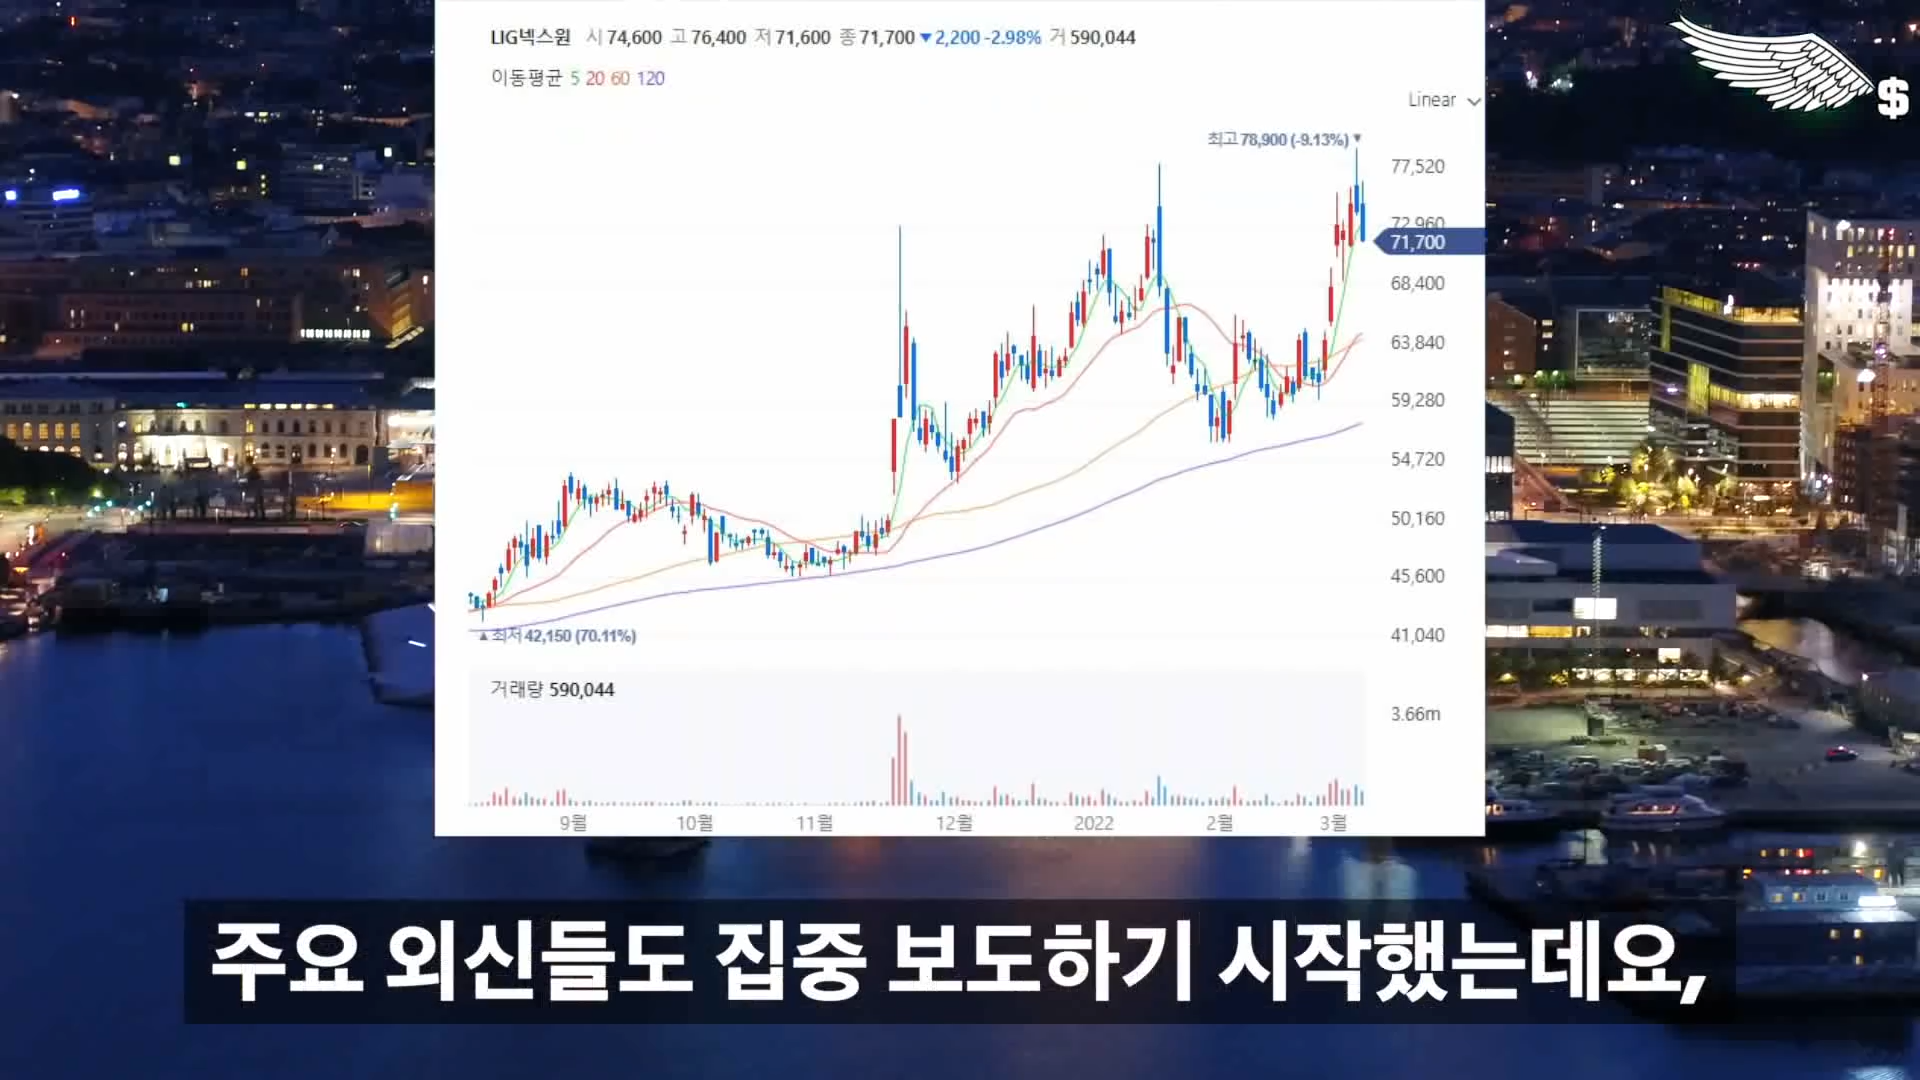 LIG넥스원 시 74,600 고 76,400 저 71,600 종 71,700 ▼ 2,200 -2.98% 거 590,044
이동평균 5 20 60 120
Linear
최고 78,900 (-9.13%) ▼
77,520
72,960
71,700
68,400
63,840
59,280
54,720
50,160
45,600
41,040
▲ 최저 42,150 (70.11%)
거래량 590,044
3.66m
9월 10월 11월 12월 2022 2월 3월
$
주요 외신들도 집중 보도하기 시작했는데요,